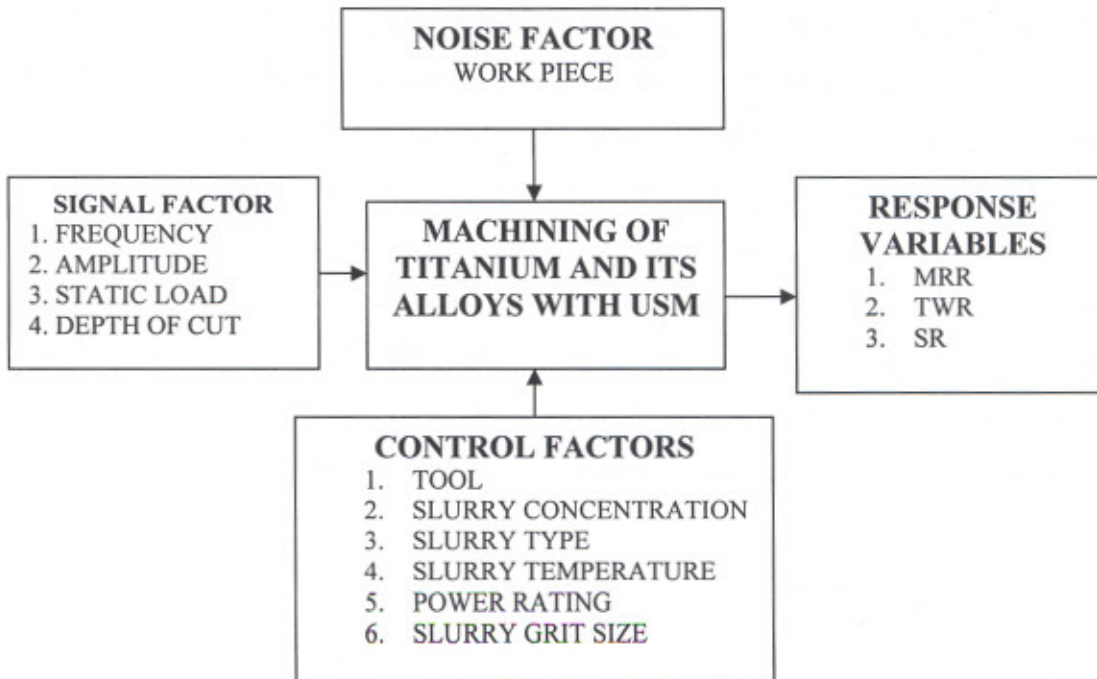 NOISE FACTOR
WORK PIECE
SIGNAL FACTOR
1. FREQUENCY
2. AMPLITUDE
3. STATIC LOAD
4. DEPTH OF CUT
MACHINING OF
TITANIUM AND ITS
ALLOYS WITH USM
RESPONSE
VARIABLES
1. MRR
2. TWR
3. SR
CONTROL FACTORS
1. TOOL
2. SLURRY CONCENTRATION
3. SLURRY TYPE
4. SLURRY TEMPERATURE
5. POWER RATING
6. SLURRY GRIT SIZE